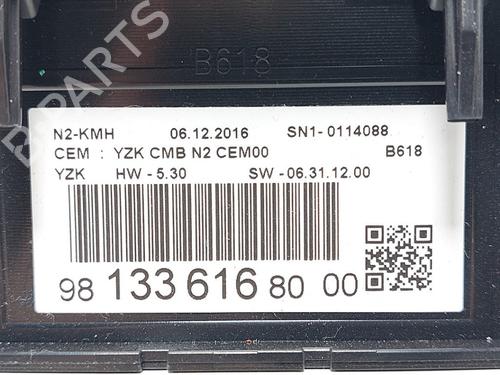 B618
B PARTS
N2-KMH 06.12.2016 SN1- 0114088
CEM : YZK CMB N2 CEM00 B618
YZK HW - 5.30 SW - 06.31.12.00
98 133 616 80 00